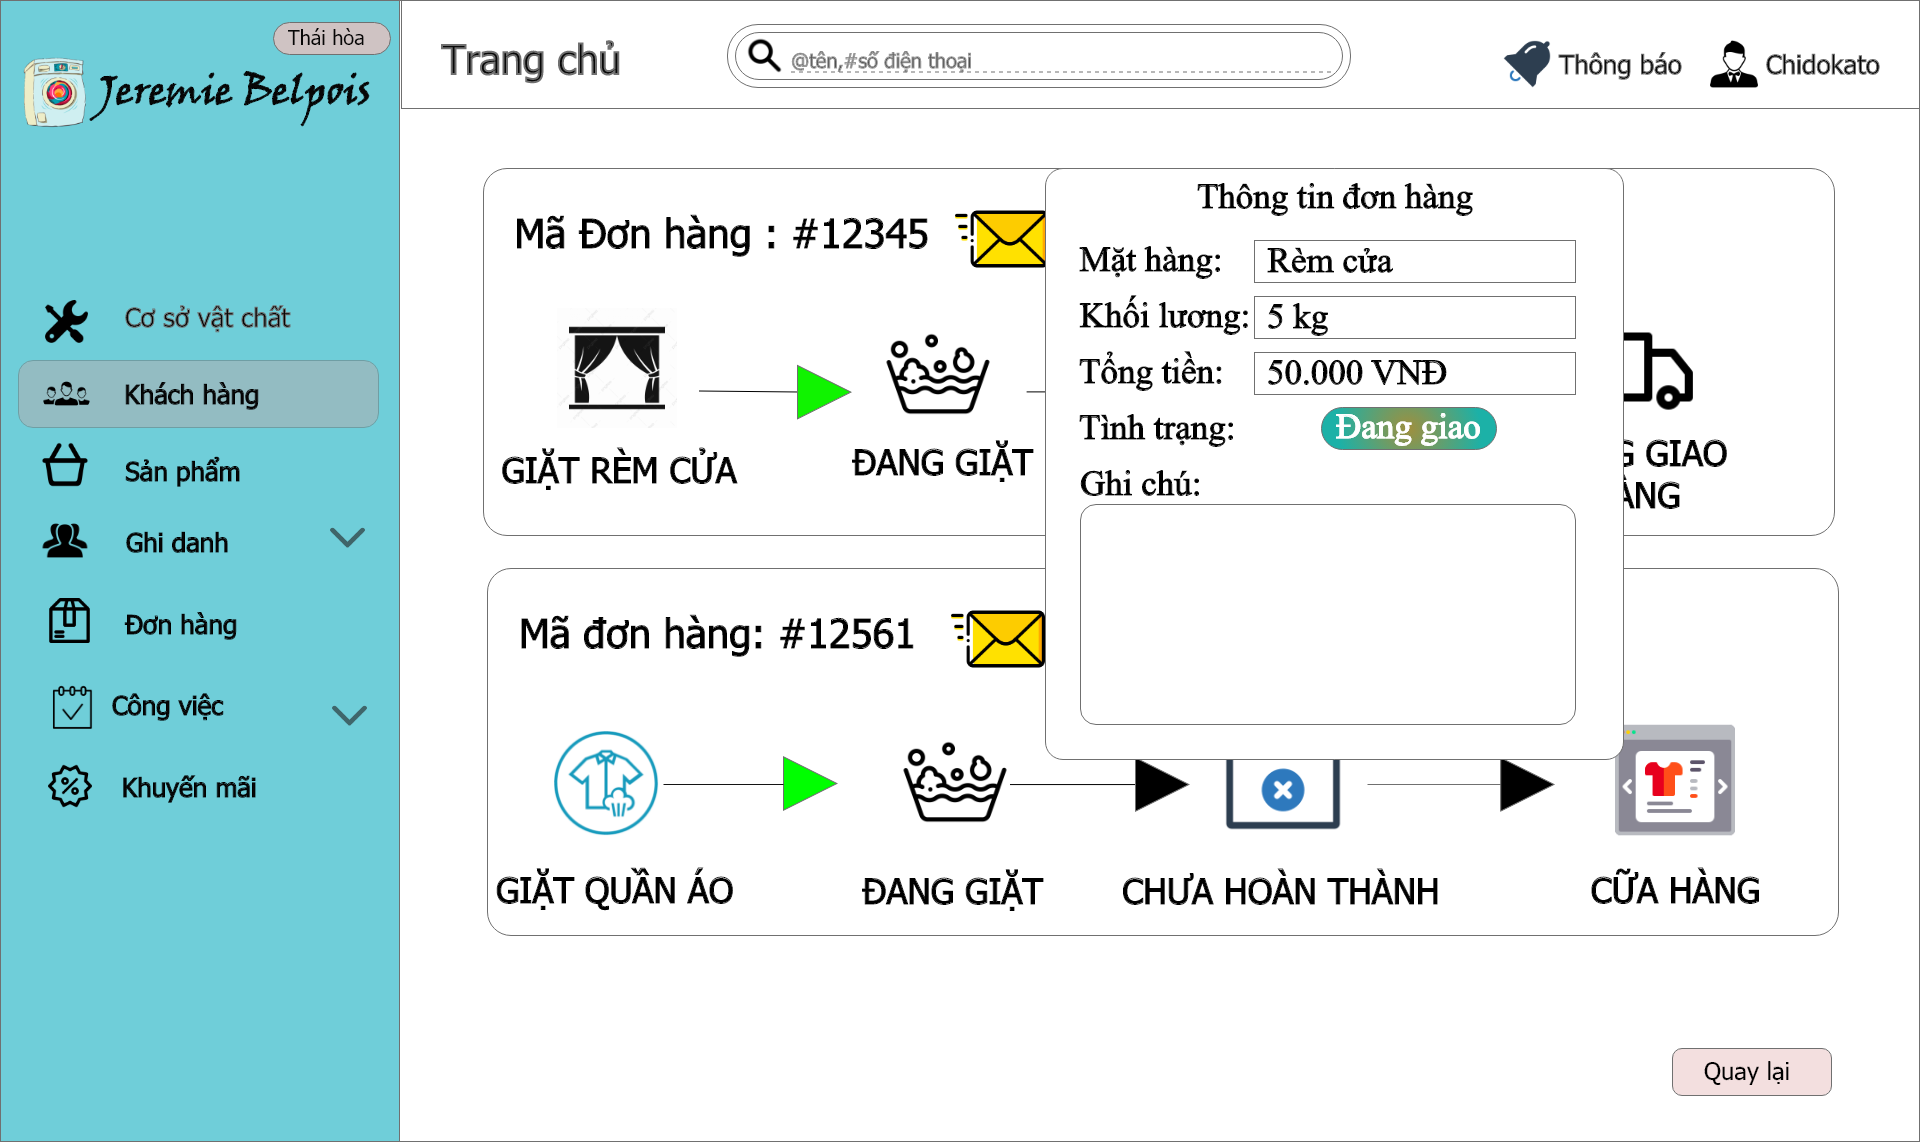 Thái hòa
Jeremie Belpois
Trang chủ
@tên,#số điện thoại
Thông báo
Chidokato
Cơ sở vật chất
Khách hàng
Sản phẩm
Ghi danh
Đơn hàng
Công việc
Khuyến mãi
Mã Đơn hàng : #12345
GIẶT RÈM CỬA
ĐANG GIẶT
GIAO
Thông tin đơn hàng
Mặt hàng: Rèm cửa
Khối lương: 5 kg
Tổng tiền: 50.000 VNĐ
Tình trạng: Đang giao
Ghi chú:
Mã đơn hàng: #12561
GIẶT QUẦN ÁO
ĐANG GIẶT
CHƯA HOÀN THÀNH
CỮA HÀNG
Quay lại